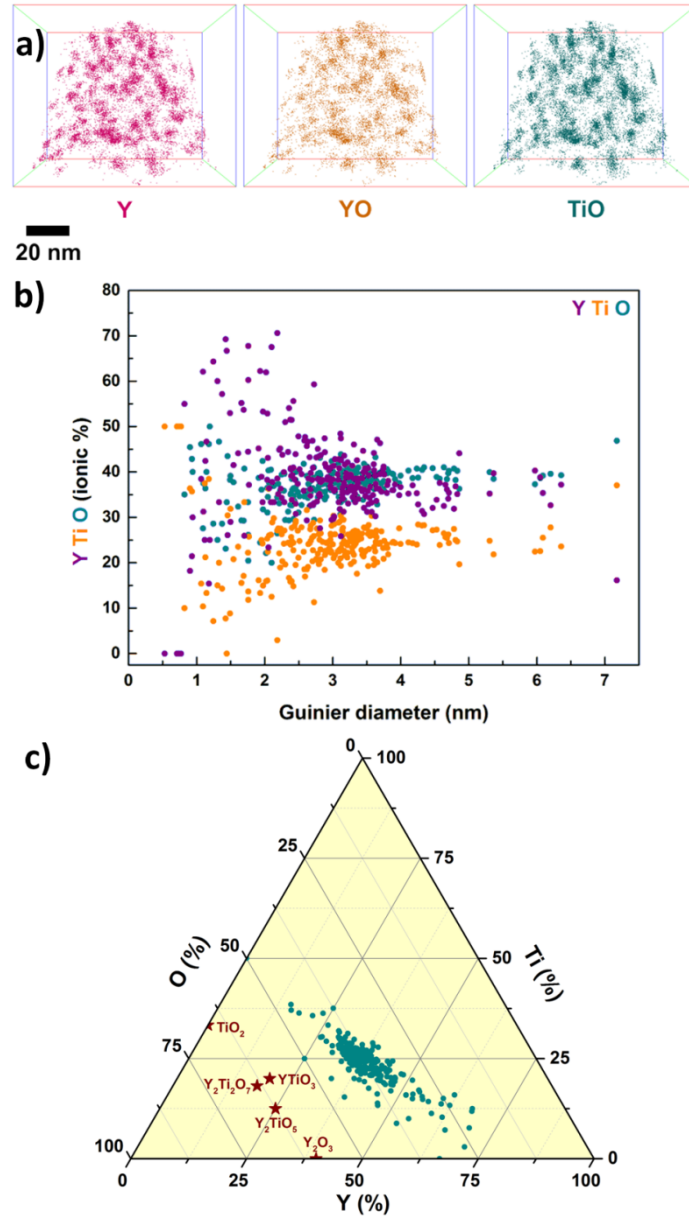 a)
Y YO TiO
20 nm
b)
80
Y Ti O
70
60
50
40
30
20
10
0
Y Ti O (ionic %)
0 1 2 3 4 5 6 7
Guinier diameter (nm)
c)
0 100
25 75
50 50
O (%) Ti (%)
TiO₂
75 25
Y₂Ti₂O₇ YTiO₃
Y₂TiO₅
Y₂O₃
100 0
0 25 50 75 100
Y (%)